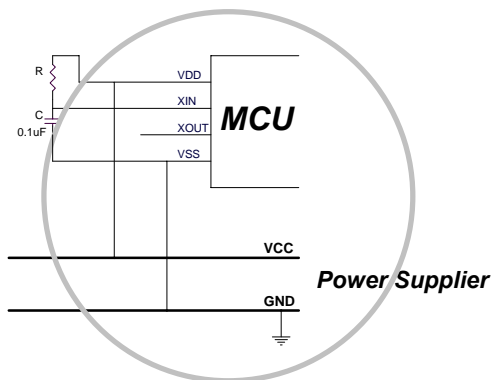 R
VDD
C
0.1uF
XIN
MCU
XOUT
VSS
VCC
Power Supplier
GND